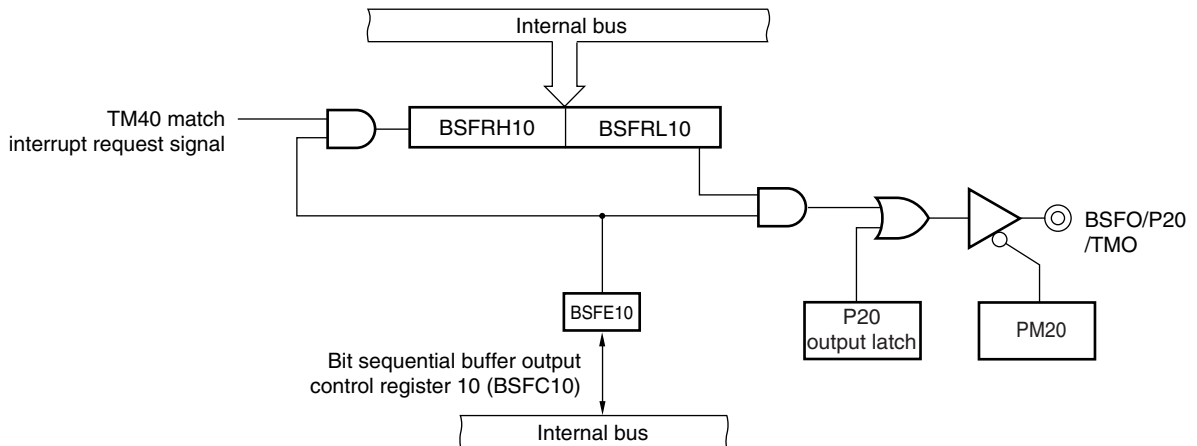 Internal bus
TM40 match
interrupt request signal
BSFRH10
BSFRL10
BSFO/P20
/TMO
BSFE10
P20
output latch
PM20
Bit sequential buffer output
control register 10 (BSFC10)
Internal bus